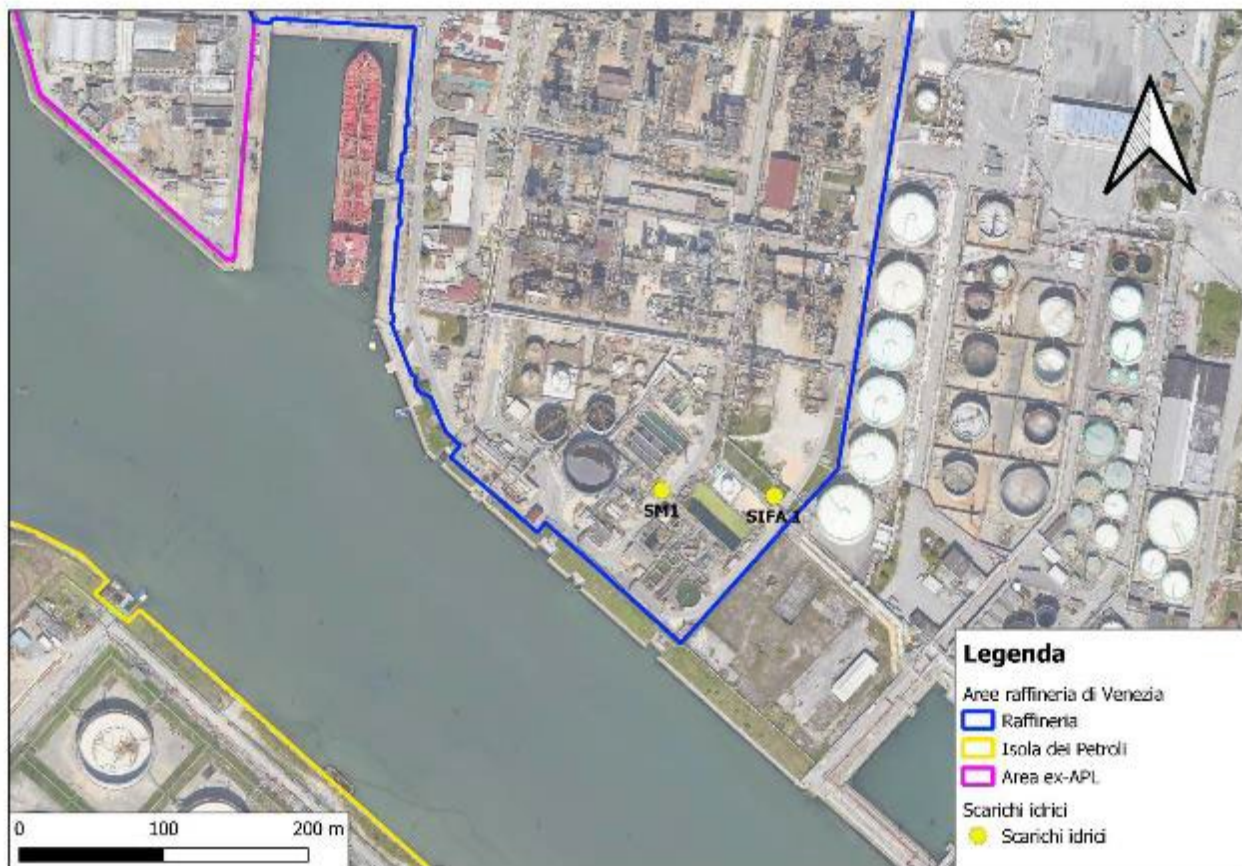 SM1
SIFA 1
Legenda
Aree raffineria di Venezia
Raffineria
Isola dei Petroli
Area ex-APL
Scarichi idrici
Scarichi idrici
0 100 200 m